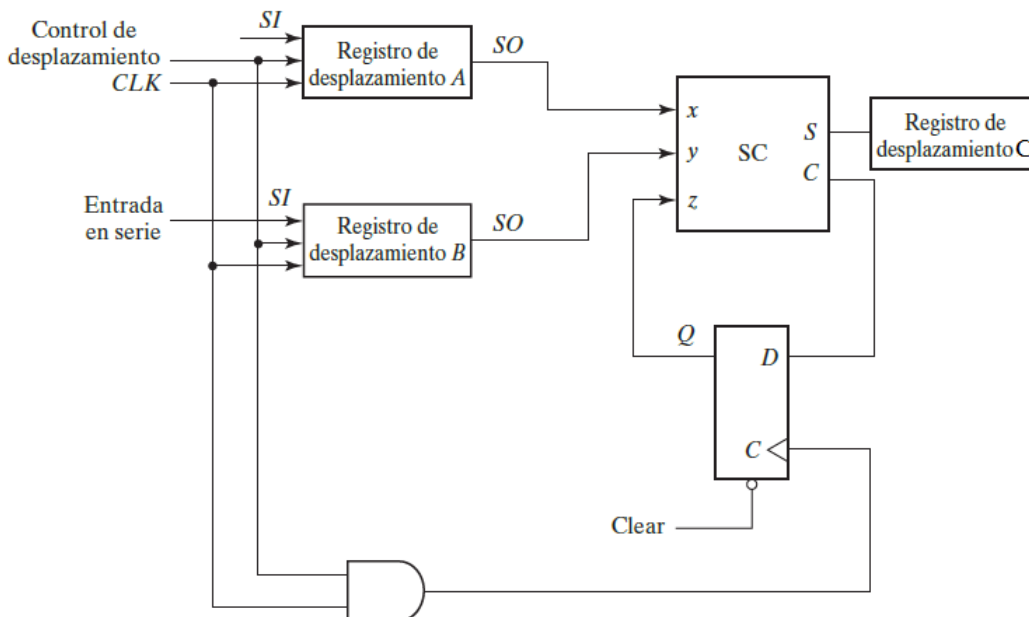 SI
Control de
desplazamiento
CLK
Registro de
desplazamiento A
SO
x
y
z
SC
S
C
Registro de
desplazamiento C
Entrada
en serie
SI
Registro de
desplazamiento B
SO
Q
D
C
Clear